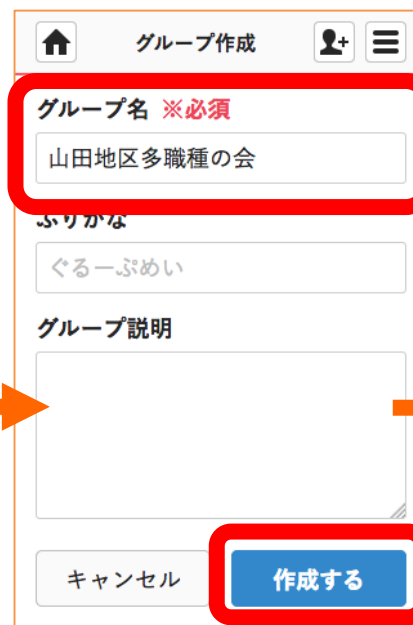 グループ作成
グループ名 ※必須
山田地区多職種の会
ふりがな
ぐるーぷめい
グループ説明
キャンセル
作成する